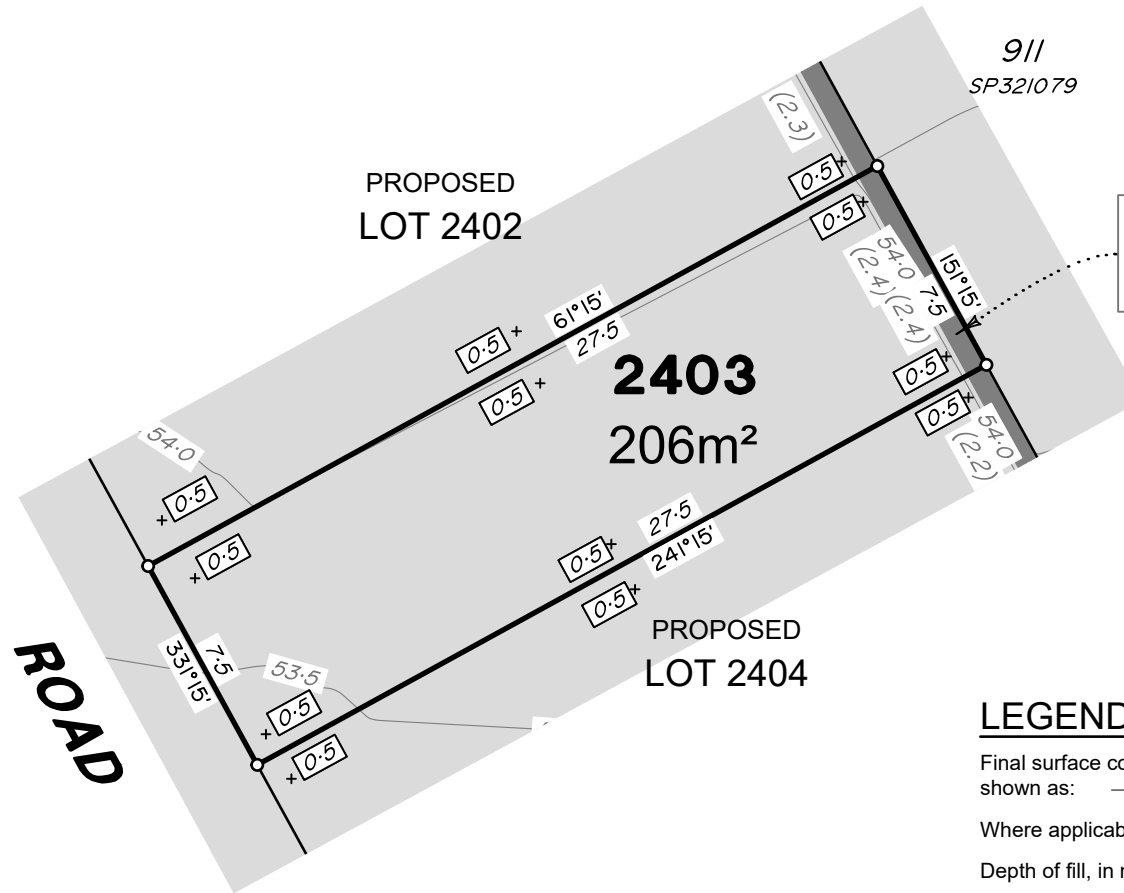 911
SP321079
(2.3)
PROPOSED
LOT 2402
0·5
0·5
54·0
(2.4)
(2.4)
7·5
151°15'
61°15'
27·5
0·5
0·5
2403
206m²
0·5
0·5
54·0
(2.2)
54·0
0·5
0·5
27·5
241°15'
0·5
0·5
PROPOSED
LOT 2404
ROAD
331°15'
7·5
53·5
0·5
0·5
LEGEND
Final surface co
shown as:
Where applicab
Depth of fill, in